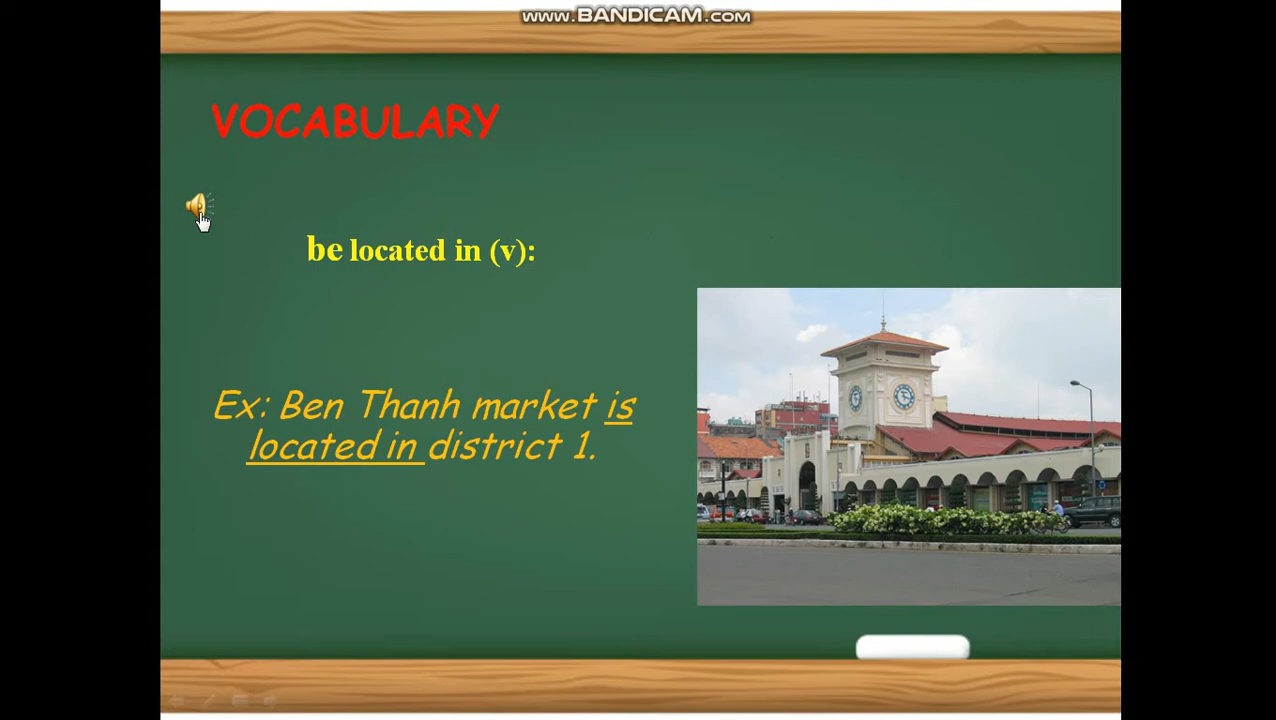 www.BANDICAM.com
VOCABULARY
be located in (v):
Ex: Ben Thanh market is
located in district 1.